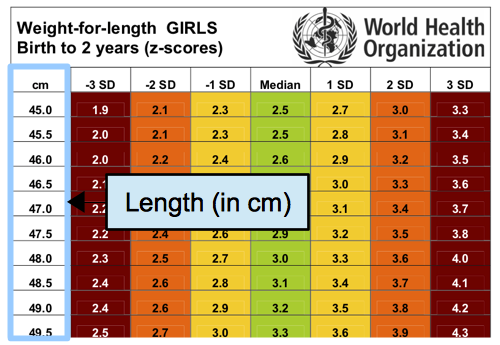 Weight-for-length GIRLS
Birth to 2 years (z-scores)
World Health
Organization
cm -3 SD -2 SD -1 SD Median 1 SD 2 SD 3 SD
45.0 1.9 2.1 2.3 2.5 2.7 3.0 3.3
45.5 2.0 2.1 2.3 2.5 2.8 3.1 3.4
46.0 2.0 2.2 2.4 2.6 2.9 3.2 3.5
46.5 2.1 3.0 3.3 3.6
47.0 2.2 3.1 3.4 3.7
Length (in cm)
47.5 2.2 2.4 2.6 2.9 3.2 3.5 3.8
48.0 2.3 2.5 2.7 3.0 3.3 3.6 4.0
48.5 2.4 2.6 2.8 3.1 3.4 3.7 4.1
49.0 2.4 2.6 2.9 3.2 3.5 3.8 4.2
49.5 2.5 2.7 3.0 3.3 3.6 3.9 4.3